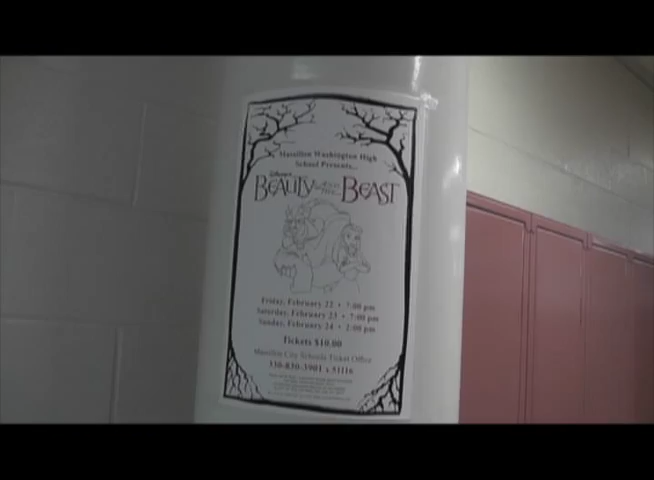 Massillon Washington High
School Presents...
Disney's
BEAUTY AND THE BEAST
Friday, February 22 • 7:00 pm
Saturday, February 23 • 7:00 pm
Sunday, February 24 • 2:00 pm
Tickets $10.00
Massillon City Schools Ticket Office
330-830-3901 x 51116